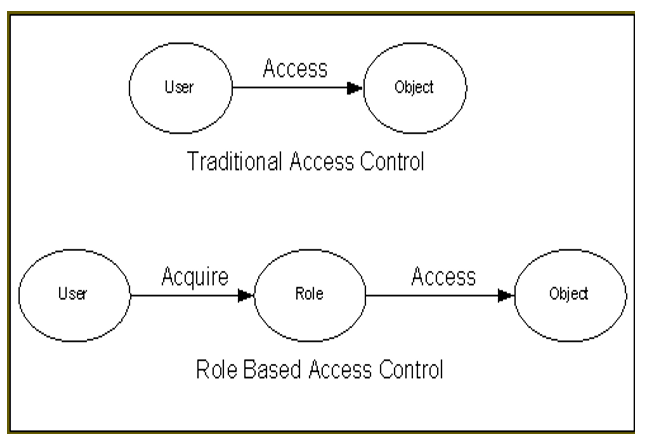 Access
User
Object
Traditional Access Control
Acquire
Access
User
Role
Object
Role Based Access Control